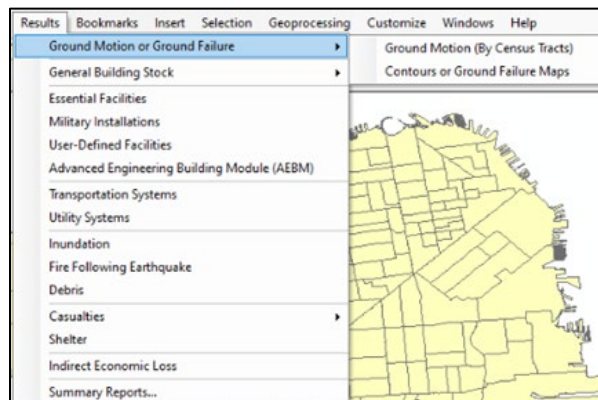 Results Bookmarks Insert Selection Geoprocessing Customize Windows Help
Ground Motion or Ground Failure
Ground Motion (By Census Tracts)
Contours or Ground Failure Maps
General Building Stock
Essential Facilities
Military Installations
User-Defined Facilities
Advanced Engineering Building Module (AEBM)
Transportation Systems
Utility Systems
Inundation
Fire Following Earthquake
Debris
Casualties
Shelter
Indirect Economic Loss
Summary Reports...